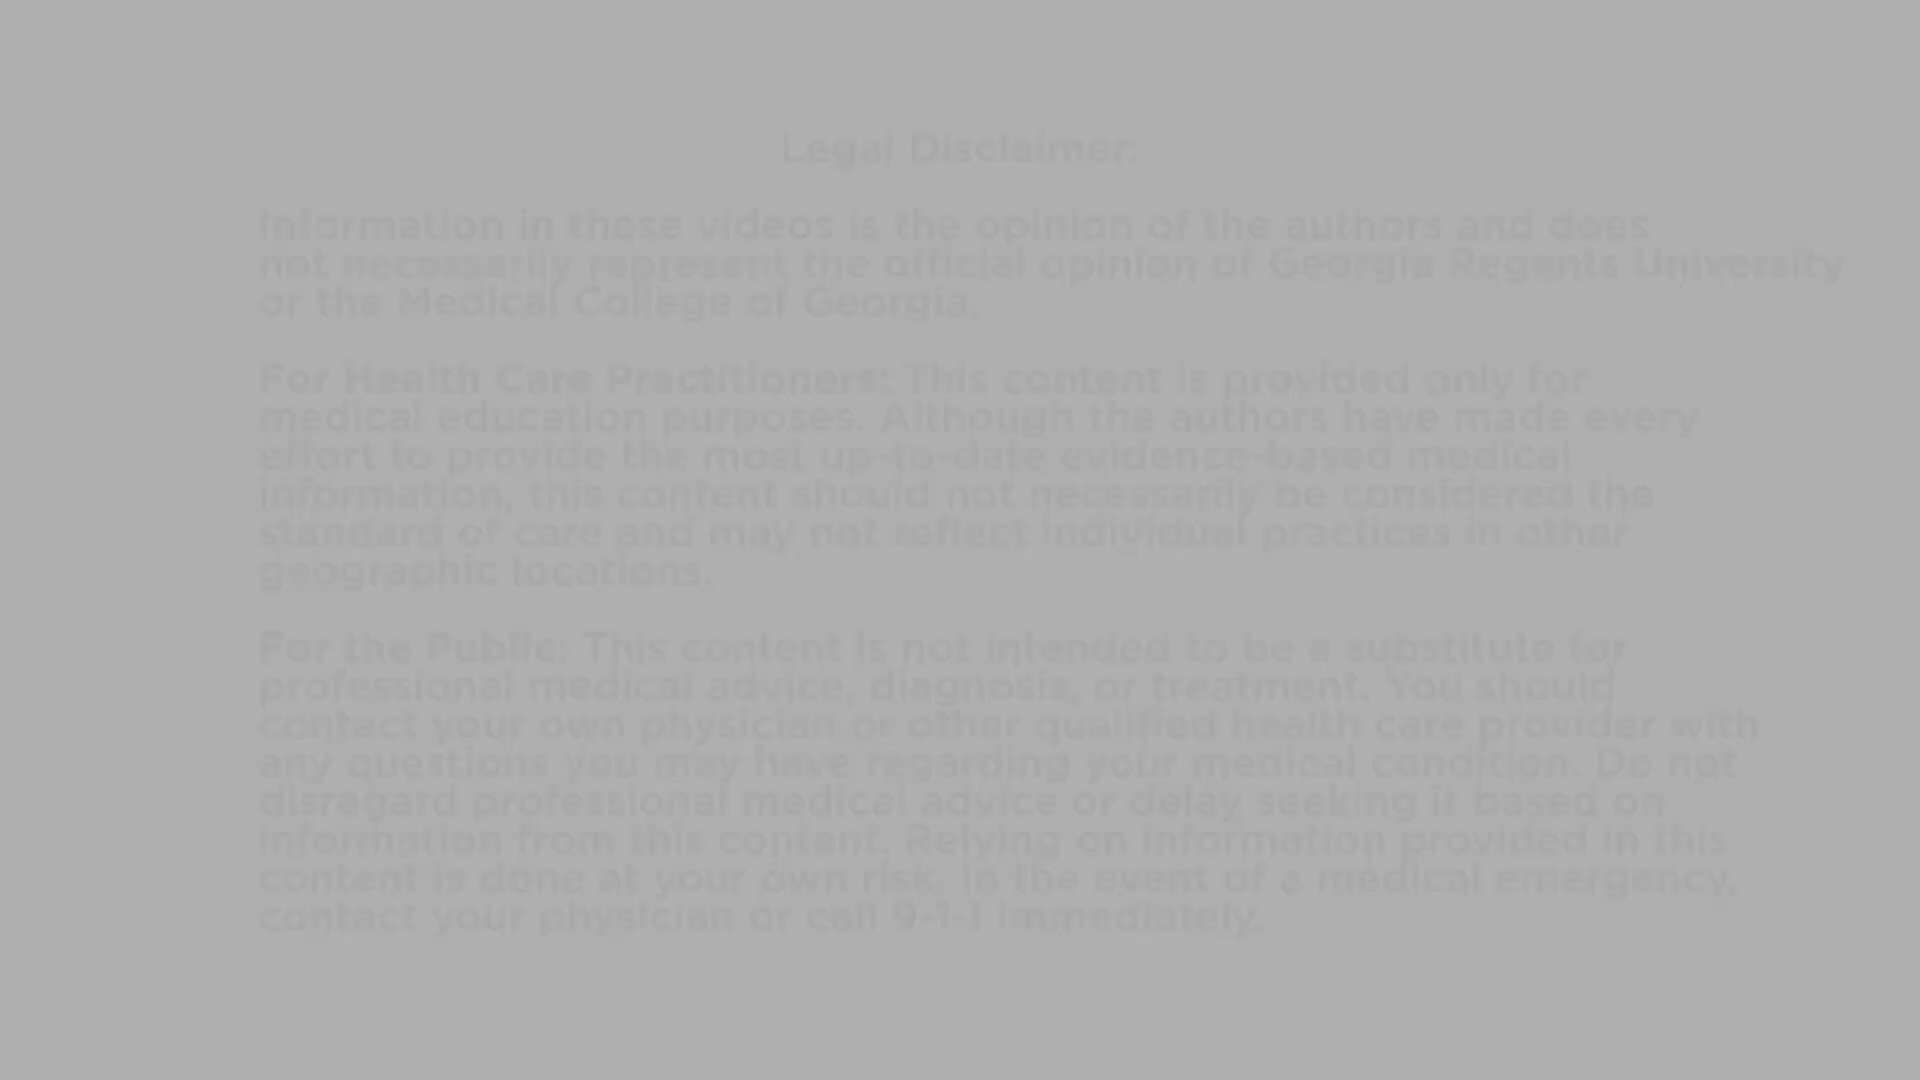 Legal Disclaimer:
Information in these videos is the opinion of the authors and does
not necessarily represent the official opinion of Georgia Regents University
or the Medical College of Georgia.
For Health Care Practitioners: This content is provided only for
medical education purposes. Although the authors have made every
effort to provide the most up-to-date evidence-based medical
information, this content should not necessarily be considered the
standard of care and may not reflect individual practices in other
geographic locations.
For the Public: This content is not intended to be a substitute for
professional medical advice, diagnosis, or treatment. You should
contact your own physician or other qualified health care provider with
any questions you may have regarding your medical condition. Do not
disregard professional medical advice or delay seeking it based on
information from this content. Relying on information provided in this
content is done at your own risk. In the event of a medical emergency,
contact your physician or call 9-1-1 immediately.